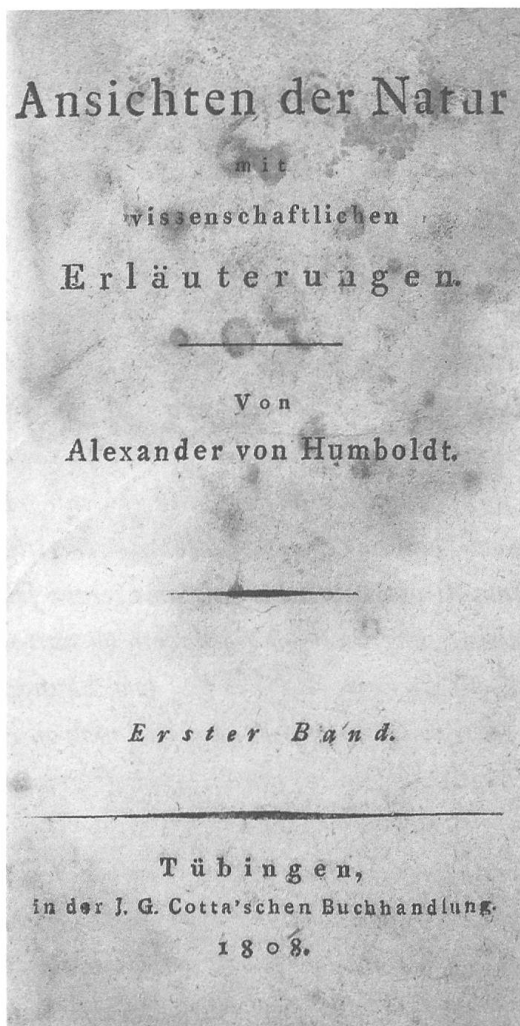 Ansichten der Natur
mit
wissenschaftlichen
Erläuterungen.
Von
Alexander von Humboldt.
Erster Band.
Tübingen,
in der J. G. Cotta'schen Buchhandlung.
1808.